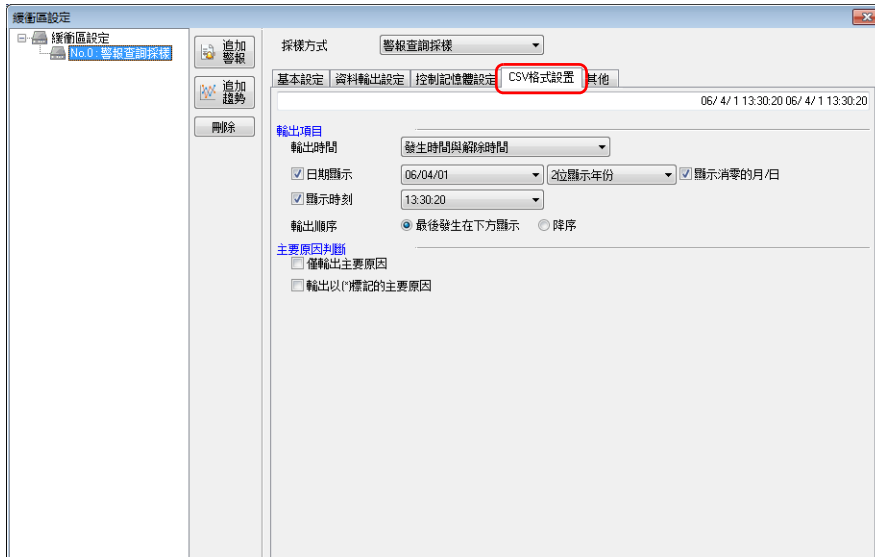 緩衝區設定
緩衝區設定
No.0 : 警報查詢採樣
追加警報
追加趨勢
刪除
採樣方式 警報查詢採樣
基本設定 資料輸出設定 控制記憶體設定 CSV格式設置 其他
06/ 4/ 1 13:30:20 06/ 4/ 1 13:30:20
輸出項目
輸出時間 發生時間與解除時間
日期顯示 06/04/01 2位顯示年份 顯示消零的月/日
顯示時刻 13:30:20
輸出順序 最後發生在下方顯示 降序
主要原因判斷
僅輸出主要原因
輸出以(*)標記的主要原因